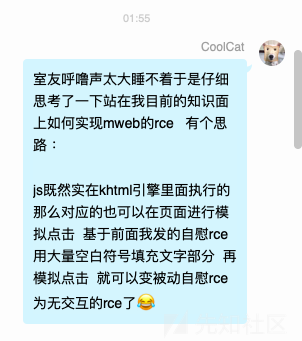 01:55
CoolCat
室友呼噜声太大睡不着于是仔细
思考了一下站在我目前的知识面
上如何实现mweb的rce 有个思
路：
js既然实在khtml引擎里面执行的
那么对应的也可以在页面进行模
拟点击 基于前面我发的自慰rce
用大量空白符号填充文字部分 再
模拟点击 就可以变被动自慰rce
为无交互的rce了😂
先知社区